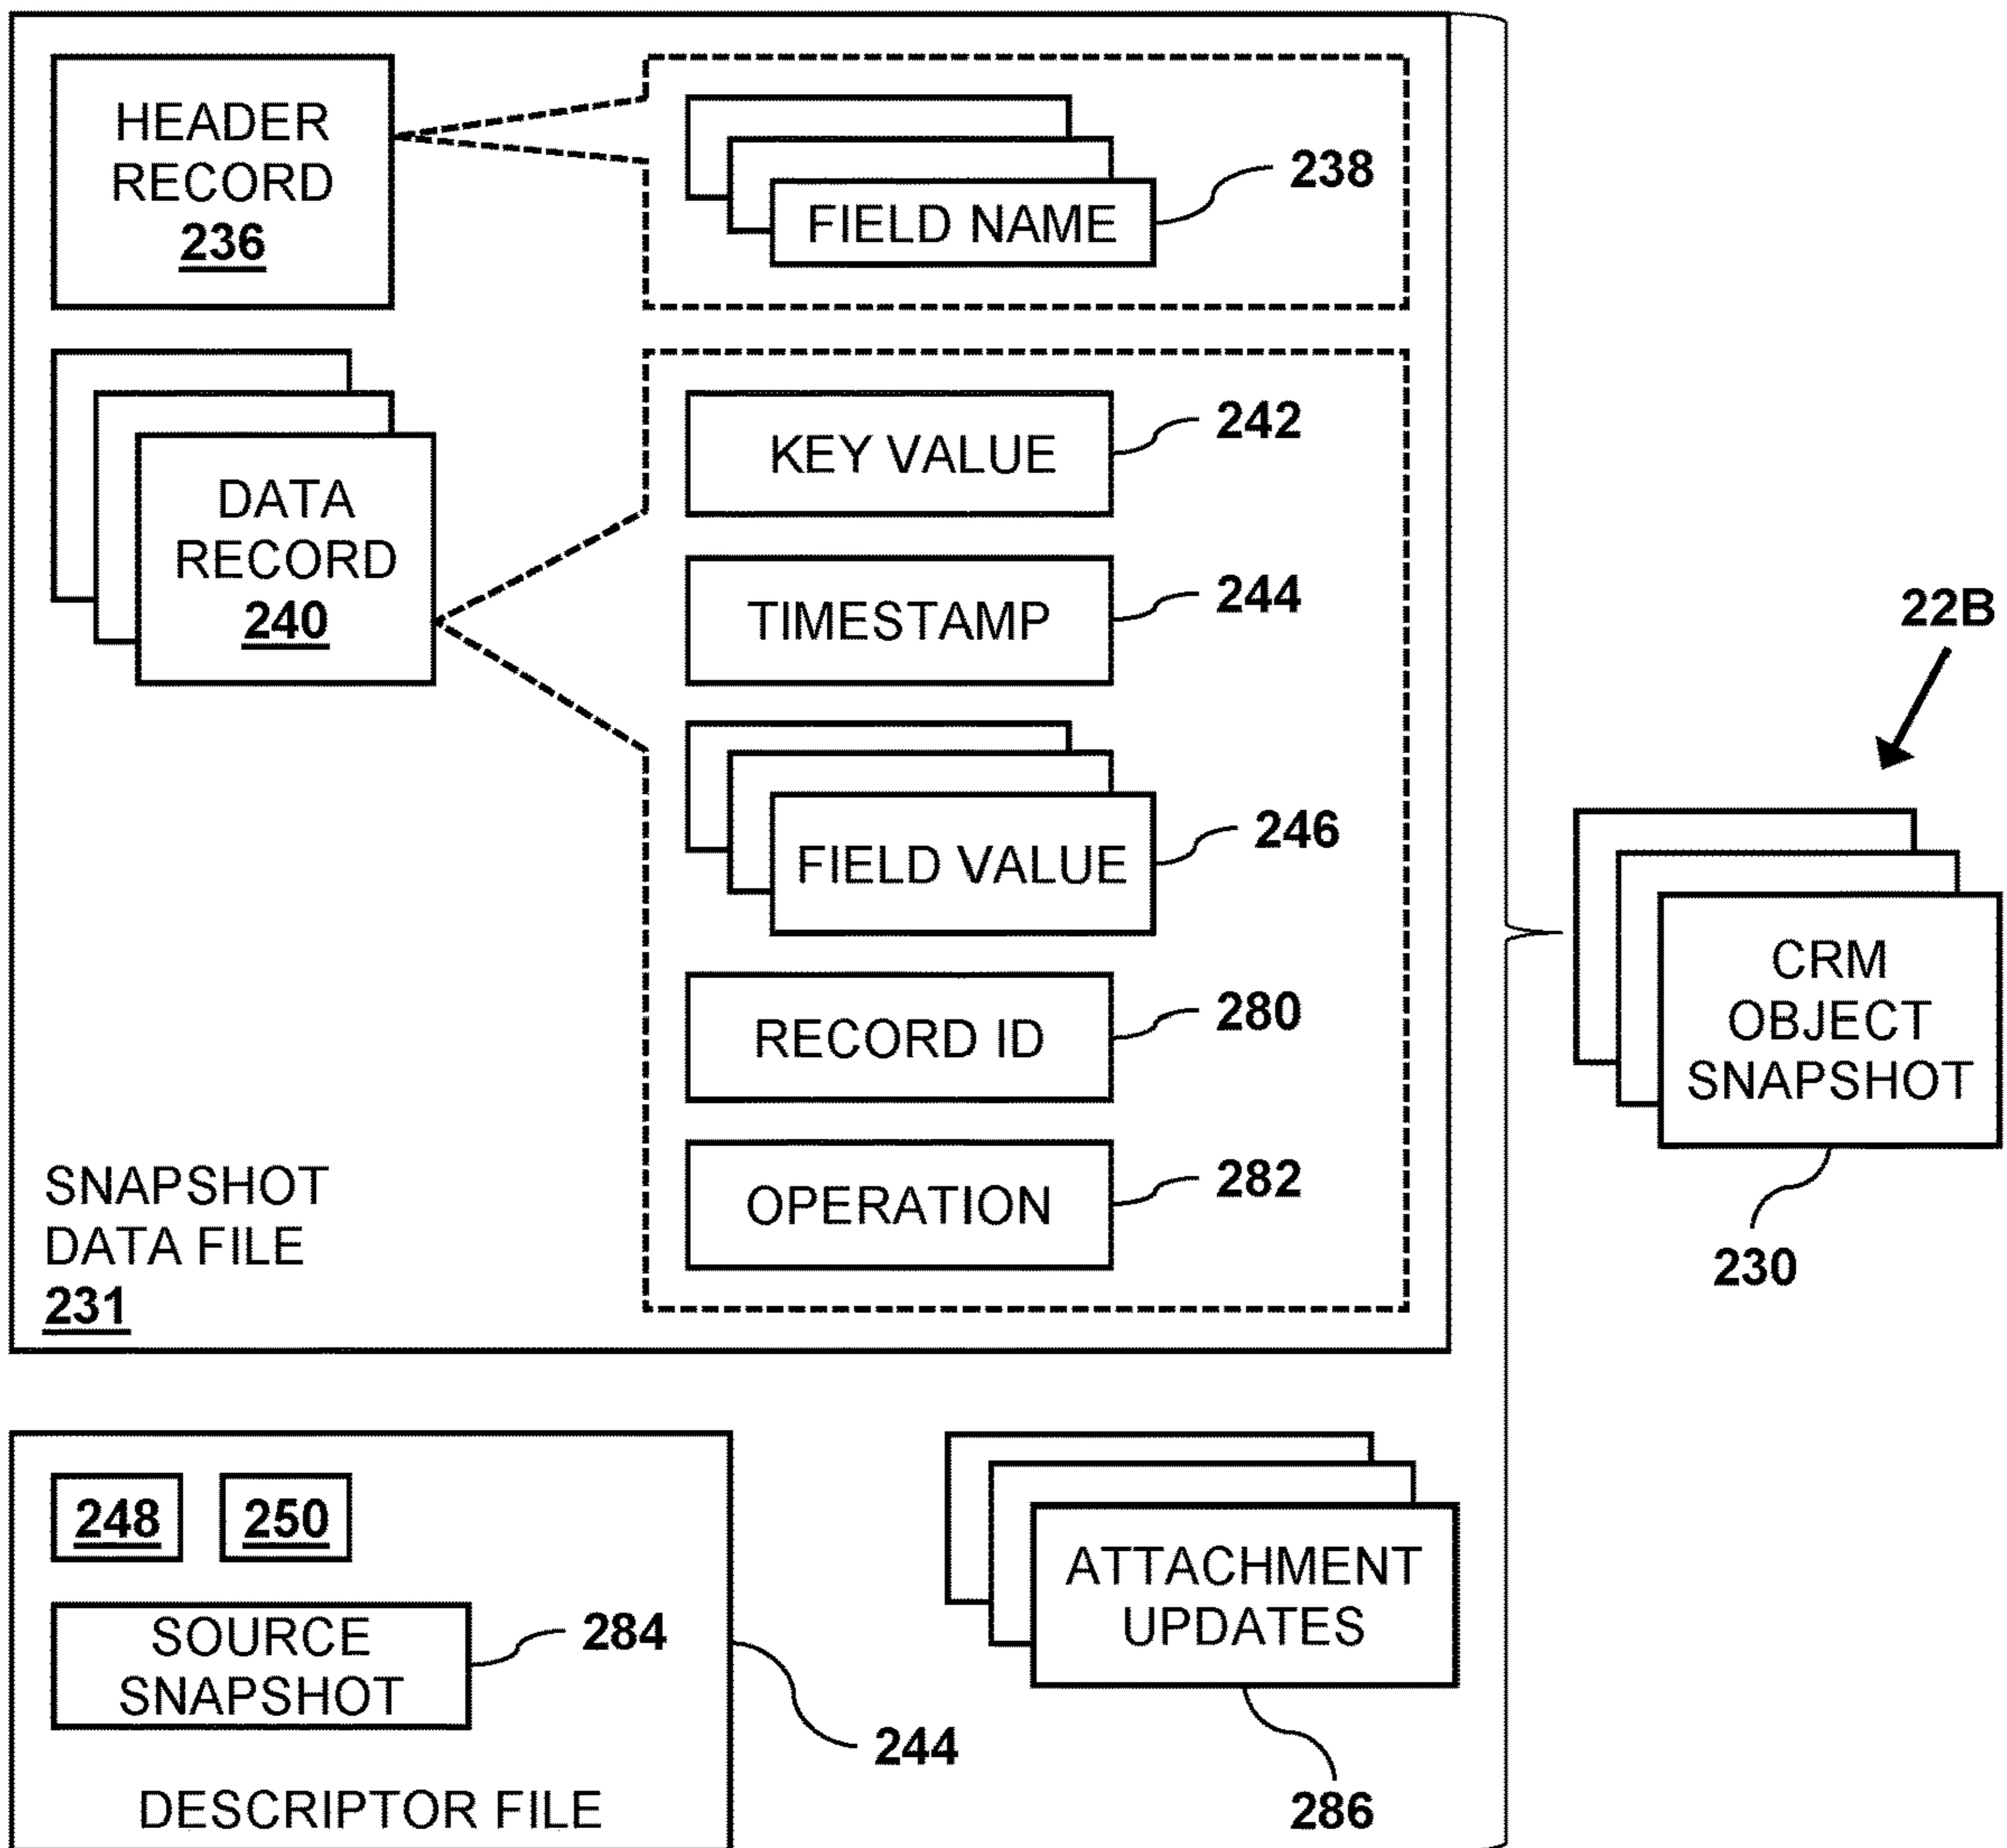 HEADER
RECORD
236
FIELD NAME
238
DATA
RECORD
240
KEY VALUE
242
TIMESTAMP
244
FIELD VALUE
246
RECORD ID
280
OPERATION
282
SNAPSHOT
DATA FILE
231
22B
CRM
OBJECT
SNAPSHOT
230
248
250
SOURCE
SNAPSHOT
284
DESCRIPTOR FILE
244
ATTACHMENT
UPDATES
286